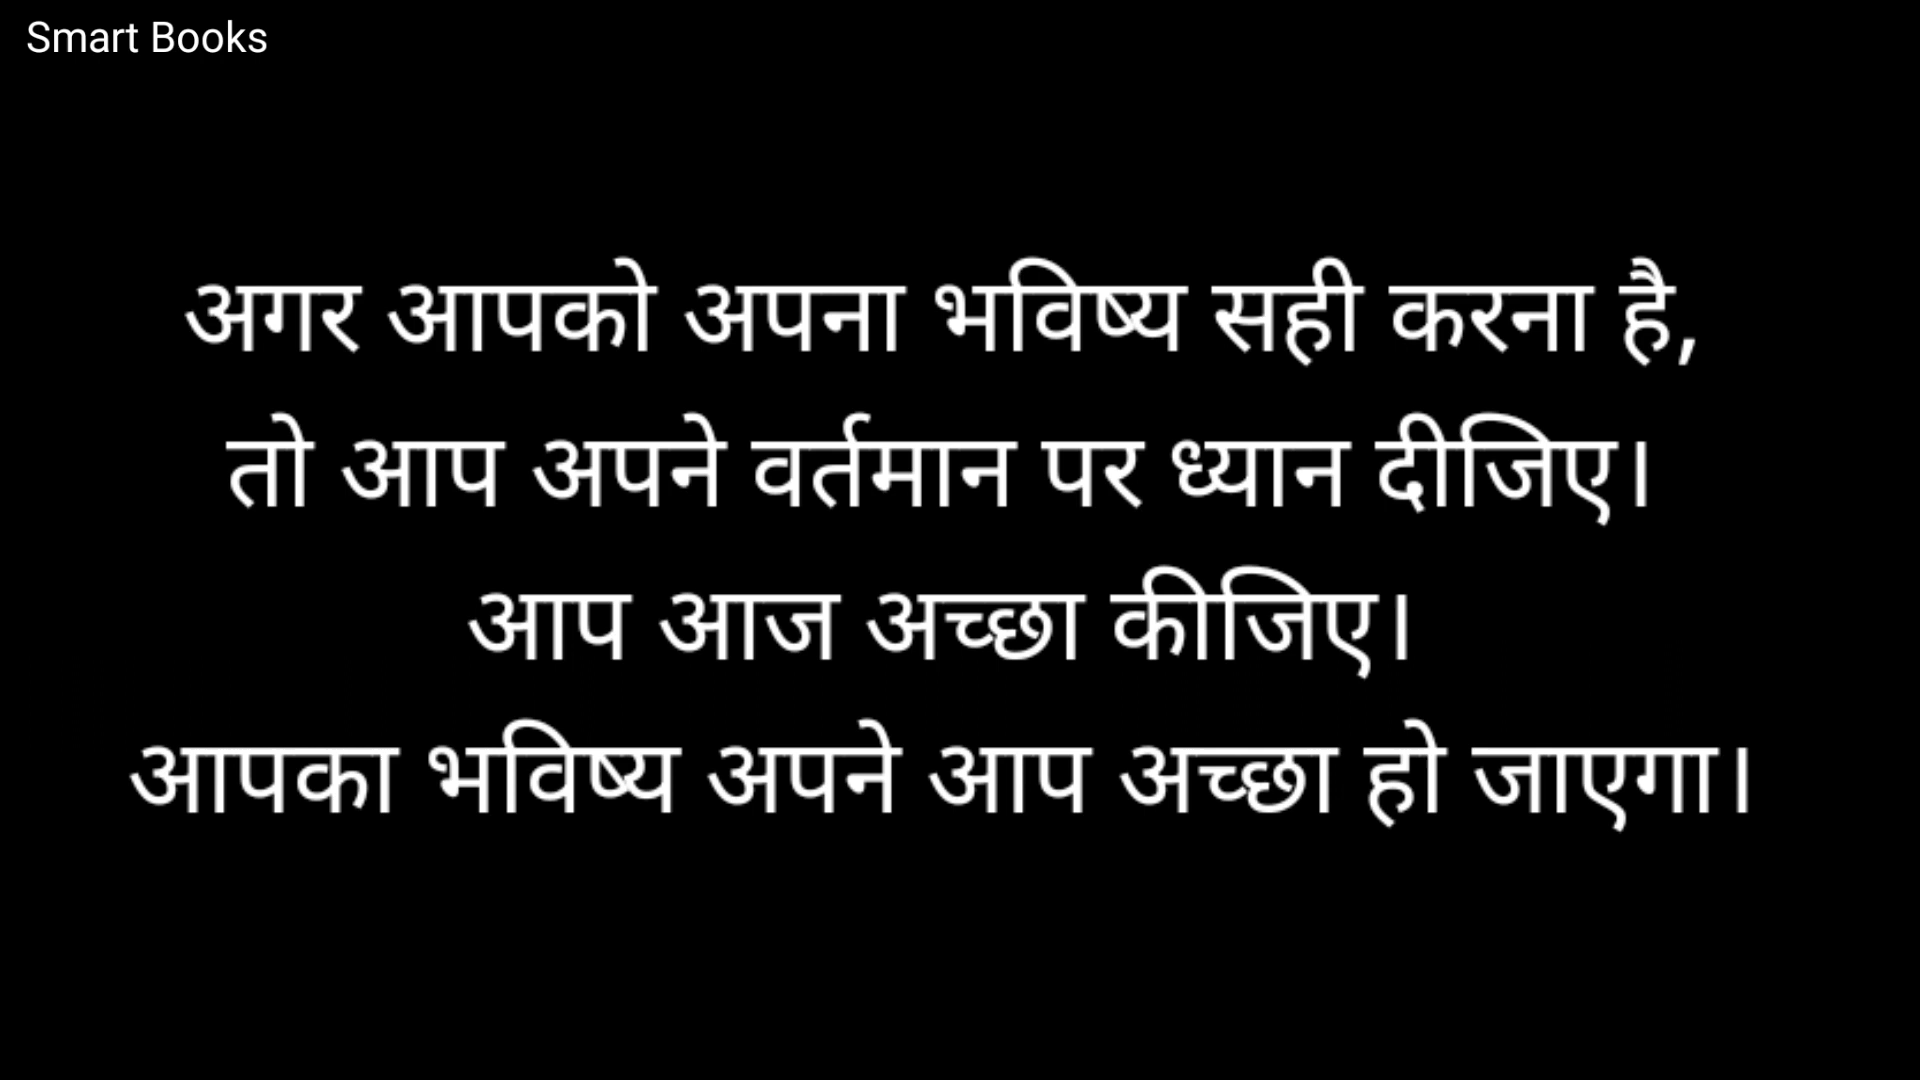 Smart Books
अगर आपको अपना भविष्य सही करना है,
तो आप अपने वर्तमान पर ध्यान दीजिए।
आप आज अच्छा कीजिए।
आपका भविष्य अपने आप अच्छा हो जाएगा।